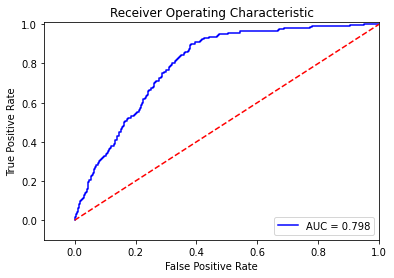 Receiver Operating Characteristic
True Positive Rate
1.0
0.8
0.6
0.4
0.2
0.0
AUC = 0.798
0.0 0.2 0.4 0.6 0.8 1.0
False Positive Rate